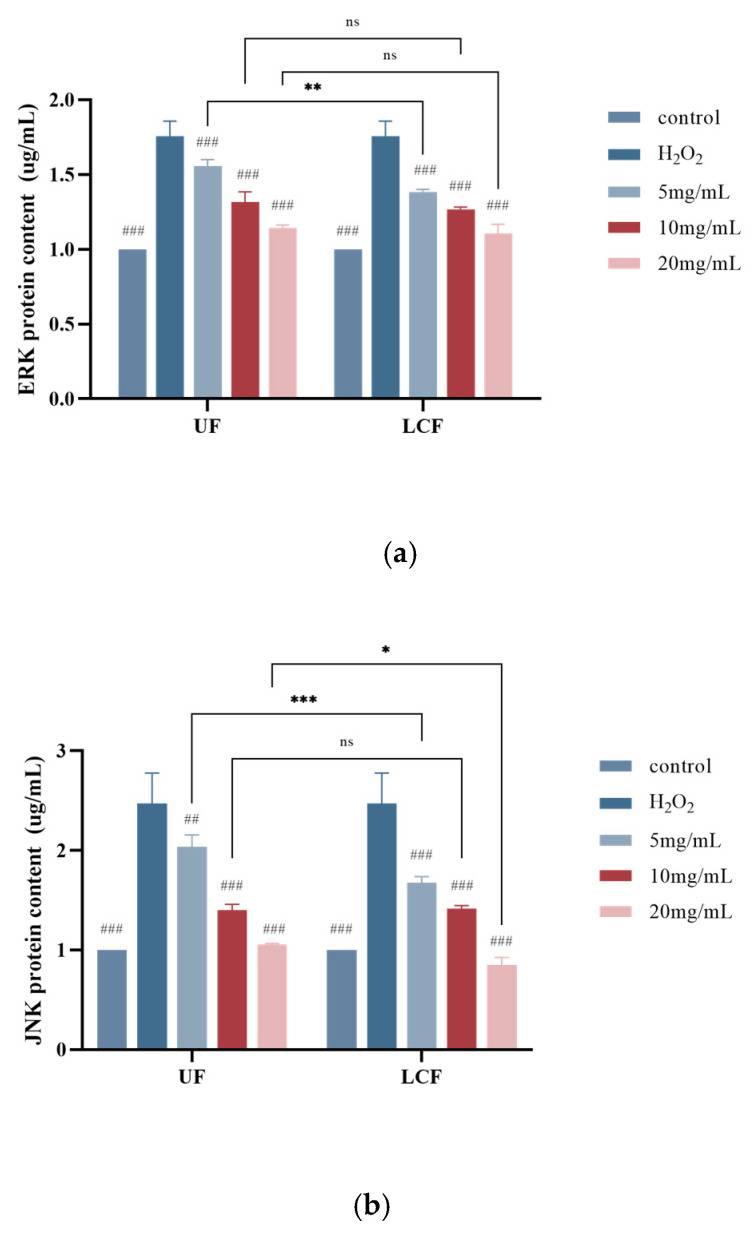 ns
ns
**
2.0
1.5
1.0
0.5
0.0
ERK protein content (ug/mL)
### ### ### ###
### ### ### ###
UF
LCF
control
H₂O₂
5mg/mL
10mg/mL
20mg/mL
(a)
*
***
ns
3
2
1
0
JNK protein content (ug/mL)
### ## ### ###
### ### ### ###
UF
LCF
control
H₂O₂
5mg/mL
10mg/mL
20mg/mL
(b)